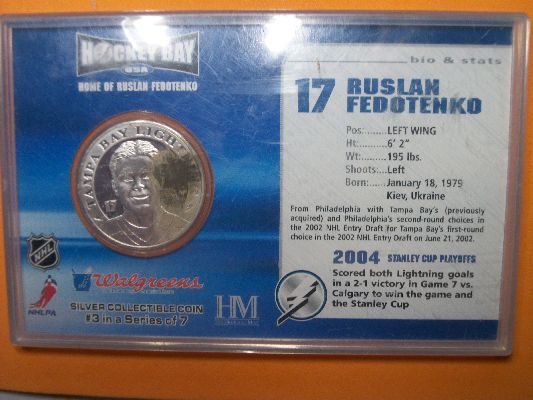 HOCKEY BAY
USA
HOME OF RUSLAN FEDOTENKO
TAMPA BAY LIGHTNING
17
NHL
NHLPA
Walgreens
SILVER COLLECTIBLE COIN
#3 in a Series of 7
HM
bio & stats
17 RUSLAN
FEDOTENKO
Pos:......LEFT WING
Ht:.........6' 2"
Wt:.........195 lbs.
Shoots:....Left
Born:......January 18, 1979
Kiev, Ukraine
From Philadelphia with Tampa Bay's (previously
acquired) and Philadelphia's second-round choices in
the 2002 NHL Entry Draft for Tampa Bay's first-round
choice in the 2002 NHL Entry Draft on June 21, 2002.
2004 STANLEY CUP PLAYOFFS
Scored both Lightning goals
in a 2-1 victory in Game 7 vs.
Calgary to win the game and
the Stanley Cup